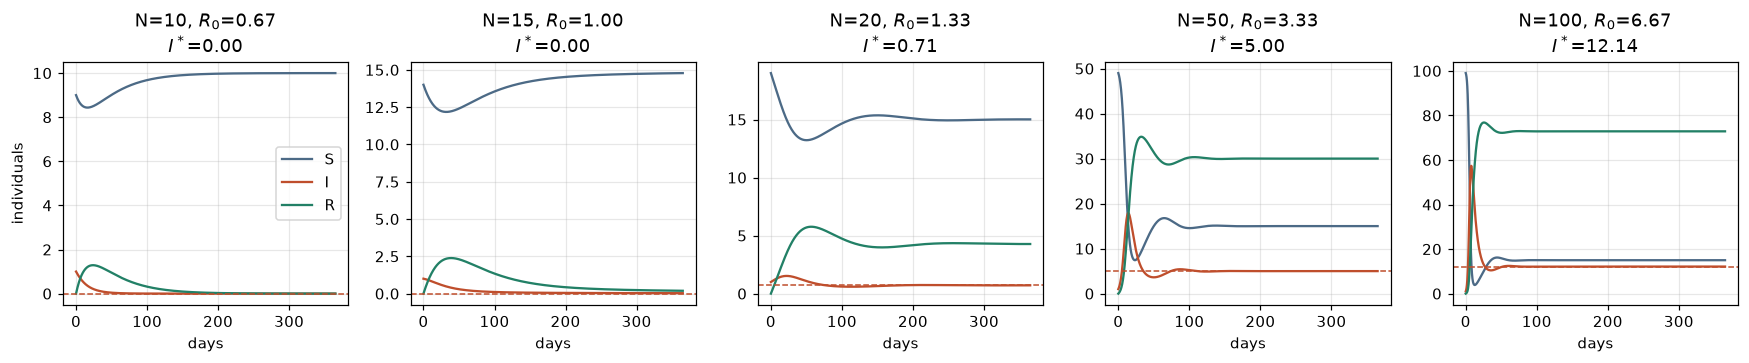 N=10, R₀=0.67
I*=0.00
individuals
10
8
6
4
2
0
S
I
R
0 100 200 300
days
N=15, R₀=1.00
I*=0.00
15.0
12.5
10.0
7.5
5.0
2.5
0.0
0 100 200 300
days
N=20, R₀=1.33
I*=0.71
15
10
5
0
0 100 200 300
days
N=50, R₀=3.33
I*=5.00
50
40
30
20
10
0
0 100 200 300
days
N=100, R₀=6.67
I*=12.14
100
80
60
40
20
0
0 100 200 300
days